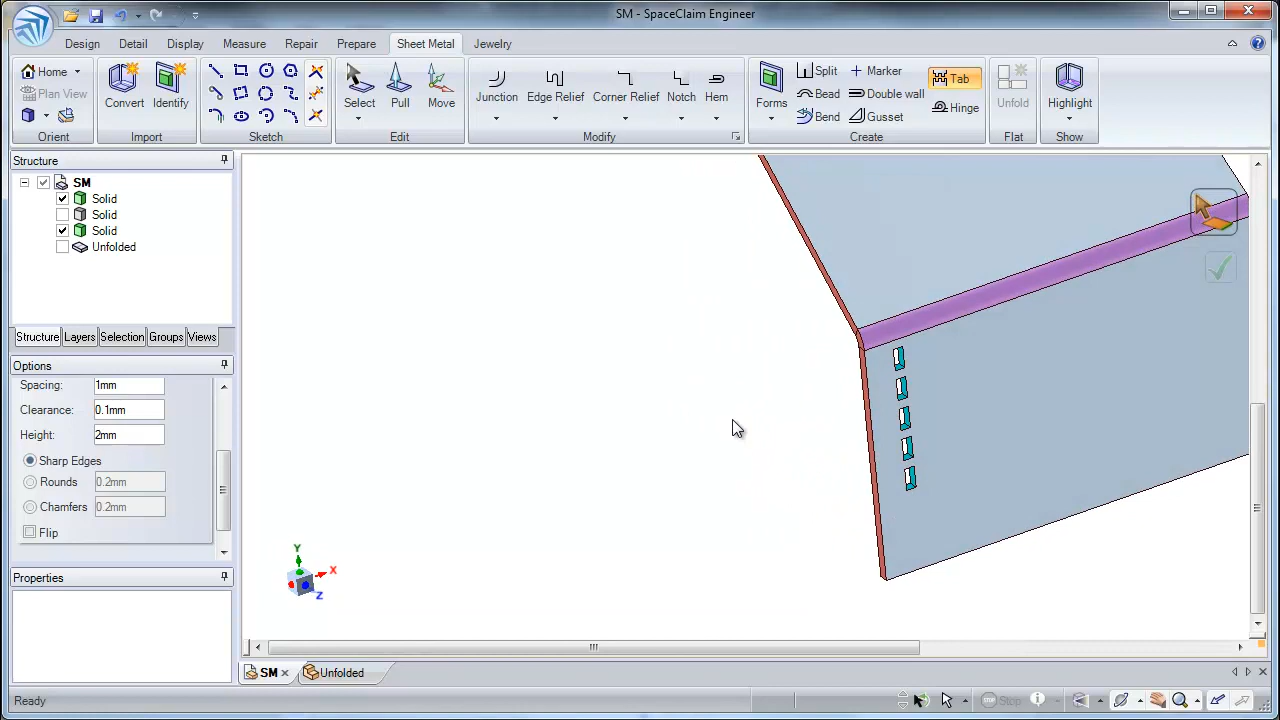 SM - SpaceClaim Engineer
Design Detail Display Measure Repair Prepare Sheet Metal Jewelry
Home
Plan View
Orient
Convert Identify
Import
Sketch
Select Pull Move
Edit
Junction Edge Relief Corner Relief Notch Hem
Modify
Forms
Split
Bead
Bend
Marker
Double wall
Gusset
Tab
Hinge
Create
Unfold
Flat
Highlight
Show
Structure
SM
Solid
Solid
Solid
Unfolded
Structure Layers Selection Groups Views
Options
Spacing: 1mm
Clearance: 0.1mm
Height: 2mm
Sharp Edges
Rounds 0.2mm
Chamfers 0.2mm
Flip
Properties
Y
X
Z
SM Unfolded
Ready
Stop